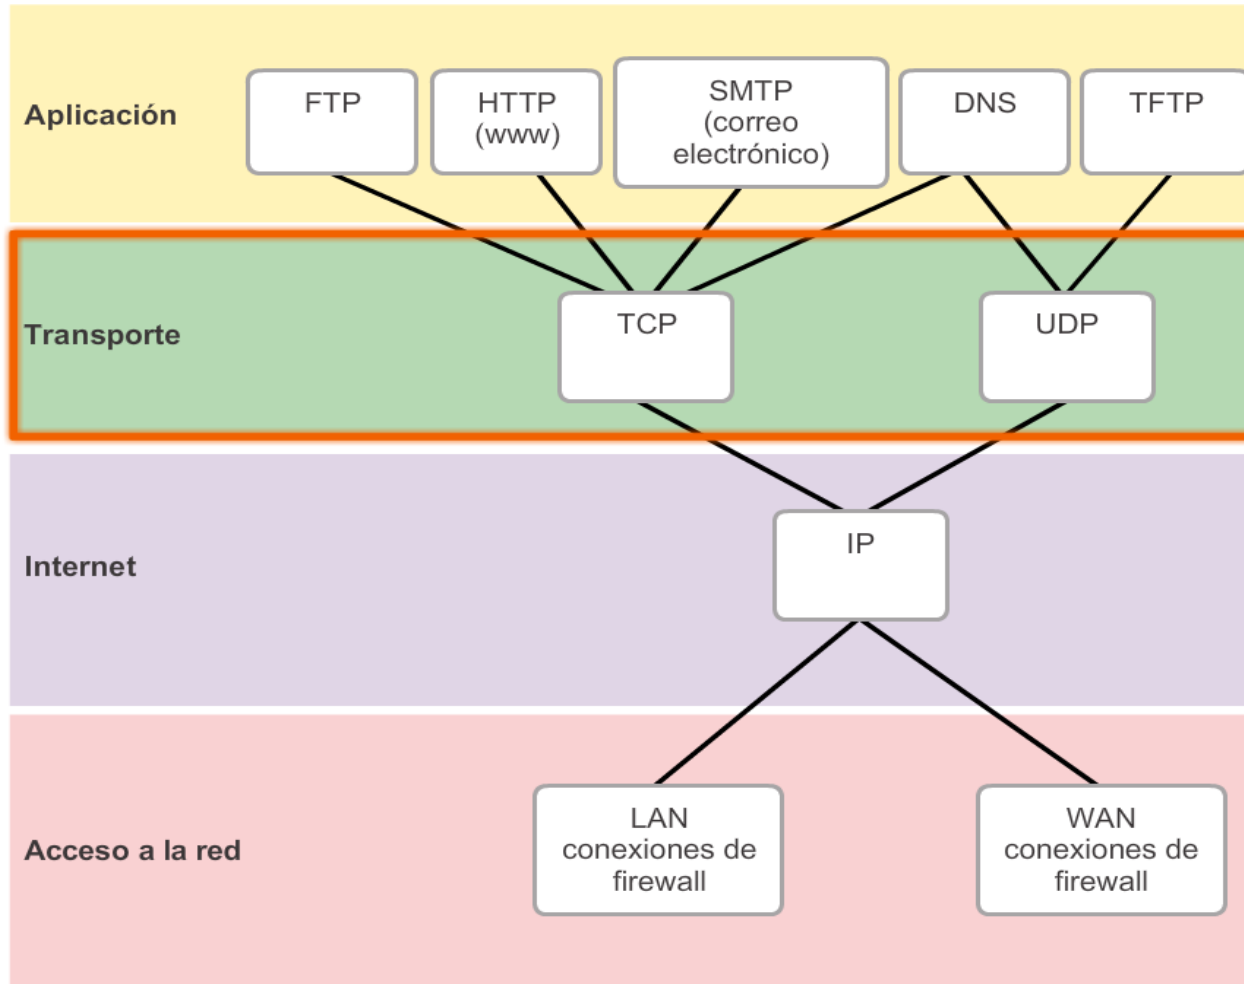 Aplicación
FTP
HTTP
(www)
SMTP
(correo
electrónico)
DNS
TFTP
Transporte
TCP
UDP
Internet
IP
Acceso a la red
LAN
conexiones de
firewall
WAN
conexiones de
firewall